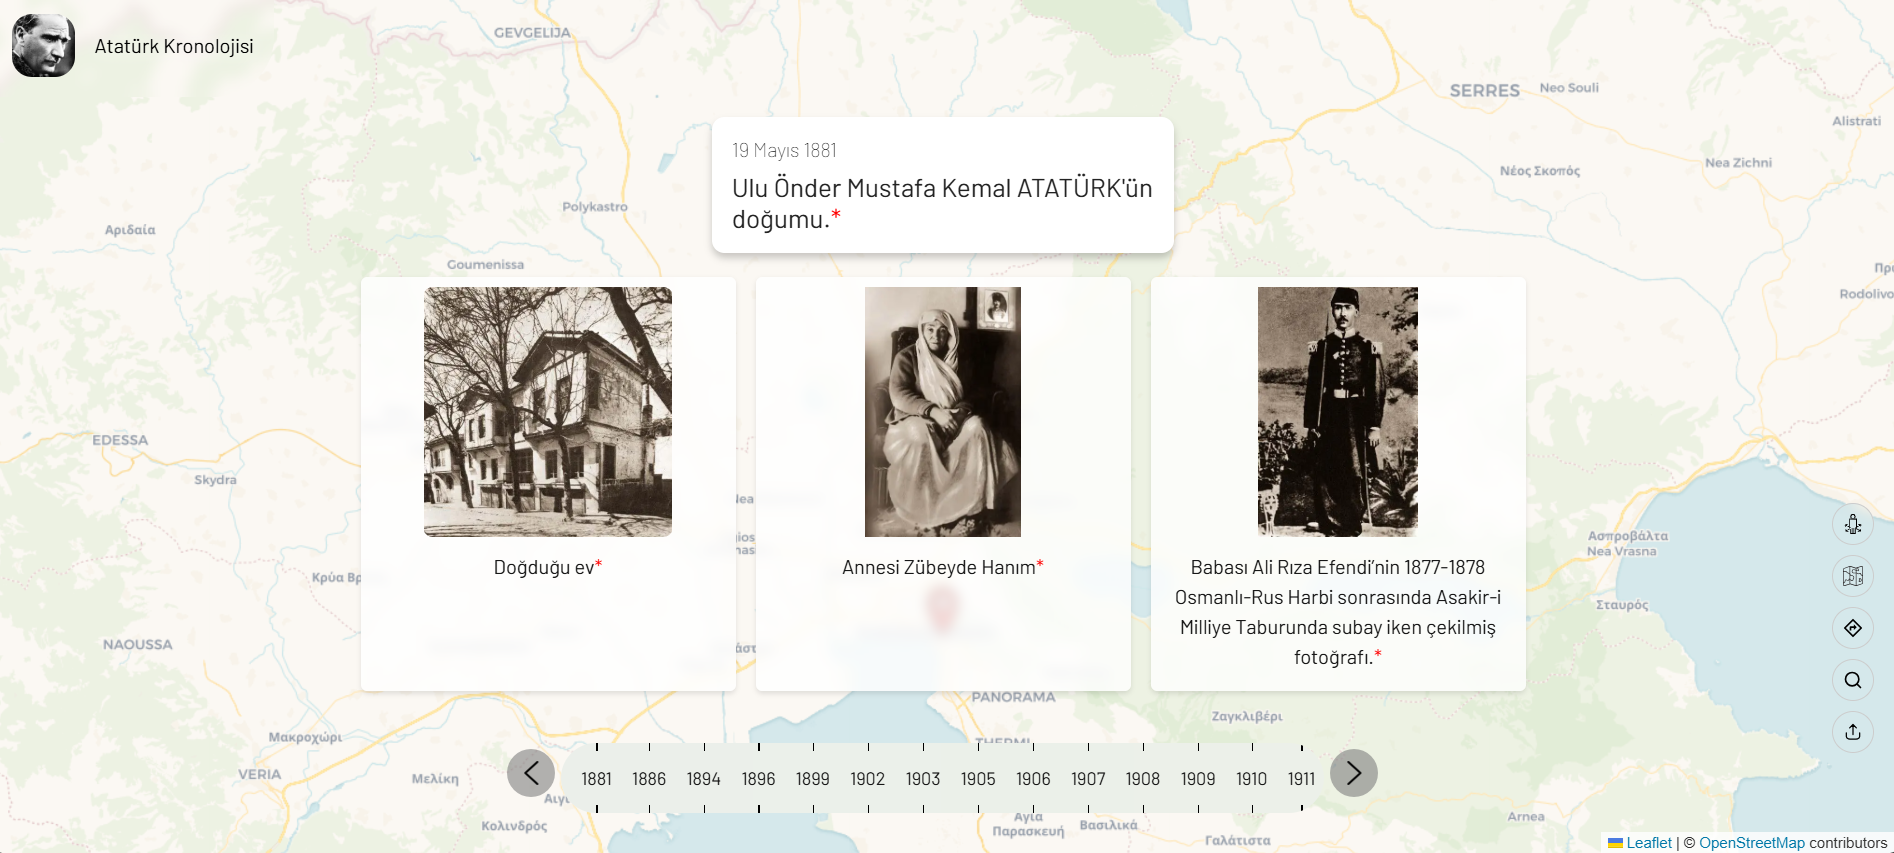 Atatürk Kronolojisi
GEVGELIJA
SERRES
Neo Souli
Alistrati
Nea Zichni
Νέος Σκοπός
19 Mayıs 1881
Ulu Önder Mustafa Kemal ATATÜRK'ün
doğumu.*
Polykastro
Αριδαία
Goumenissa
Rodolivo
EDESSA
Skydra
Doğduğu ev*
Annesi Zübeyde Hanım*
Babası Ali Rıza Efendi'nin 1877-1878
Osmanlı-Rus Harbi sonrasında Asakir-i
Milliye Taburunda subay iken çekilmiş
fotoğrafı.*
Ασπροβάλτα
Nea Vrasna
Σταυρός
NAOUSSA
PANORAMA
Ζαγκλιβέρι
THERMI
Μακροχώρι
VERIA
Μελίκη
1881 1886 1894 1896 1899 1902 1903 1905 1906 1907 1908 1909 1910 1911
Κολινδρός
Αγία
Παρασκευή
Βασιλικά
Γαλάτιστα
Arnea
Leaflet | © OpenStreetMap contributors